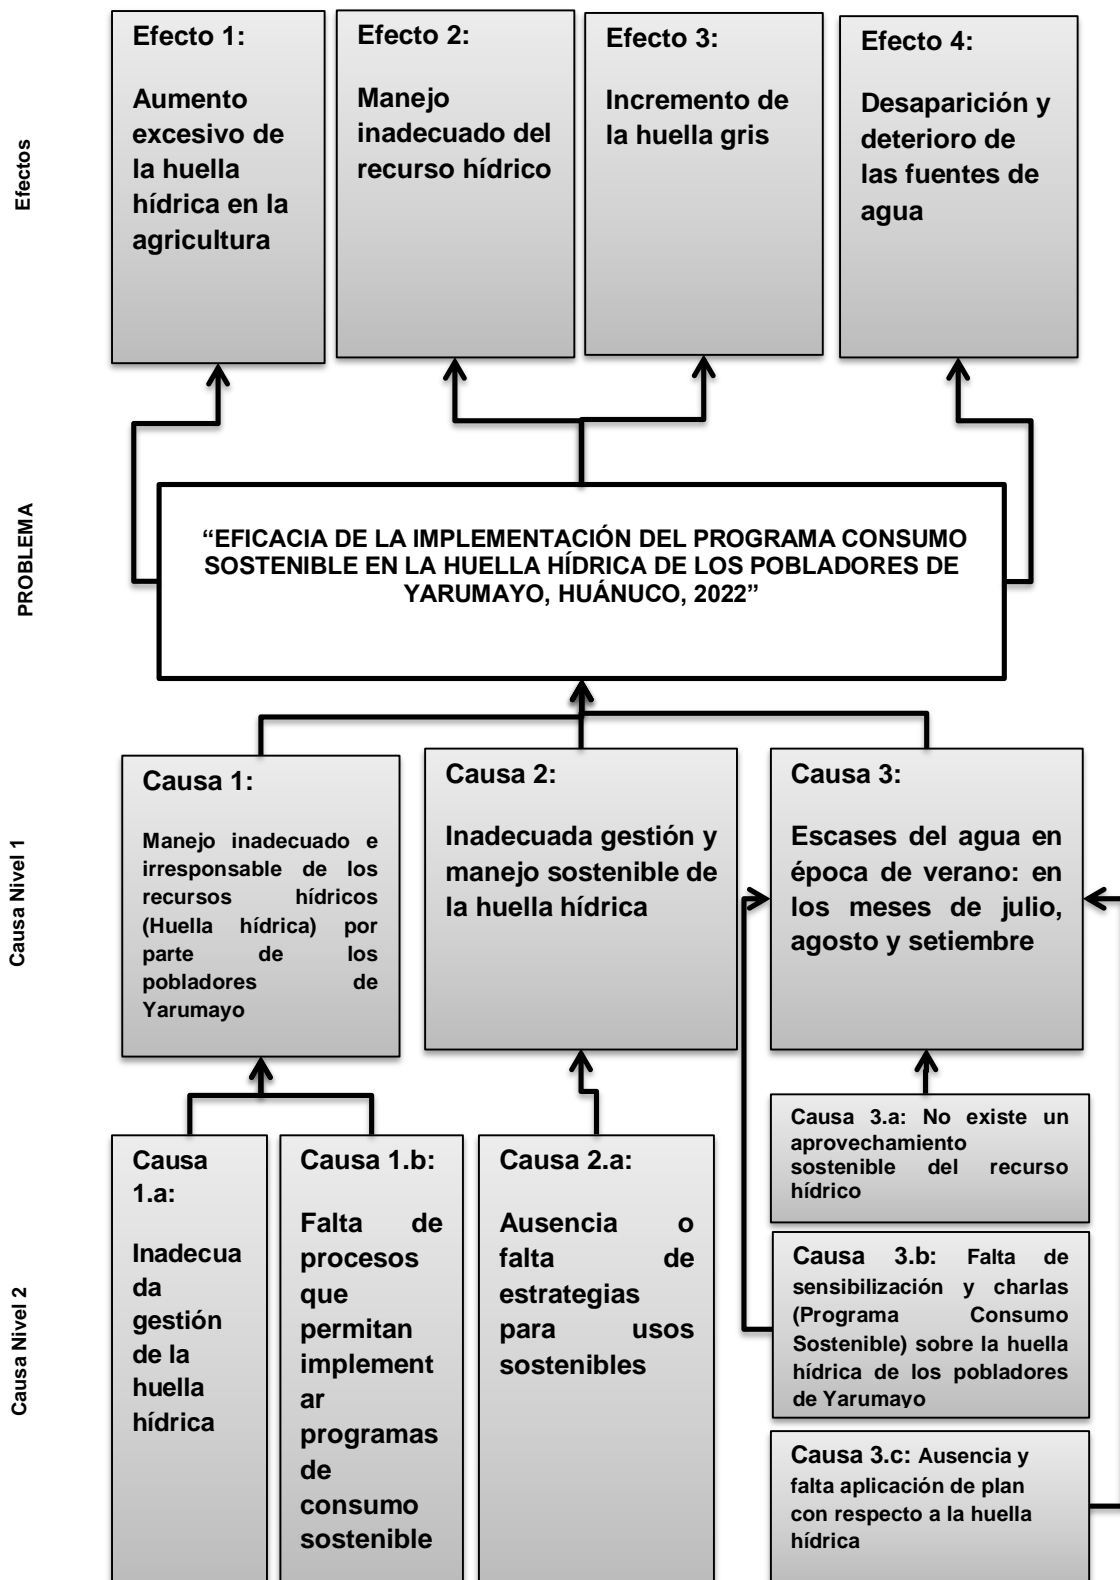 Efectos
Efecto 1:
Aumento
excesivo de
la huella
hídrica en la
agricultura
Efecto 2:
Manejo
inadecuado del
recurso hídrico
Efecto 3:
Incremento de
la huella gris
Efecto 4:
Desaparición y
deterioro de
las fuentes de
agua
PROBLEMA
“EFICACIA DE LA IMPLEMENTACIÓN DEL PROGRAMA CONSUMO
SOSTENIBLE EN LA HUELLA HÍDRICA DE LOS POBLADORES DE
YARUMAYO, HUÁNUCO, 2022”
Causa Nivel 1
Causa 1:
Manejo inadecuado e
irresponsable de los
recursos hídricos
(Huella hídrica) por
parte de los
pobladores de
Yarumayo
Causa 2:
Inadecuada gestión y
manejo sostenible de
la huella hídrica
Causa 3:
Escases del agua en
época de verano: en
los meses de julio,
agosto y setiembre
Causa Nivel 2
Causa
1.a:
Inadecua
da
gestión
de la
huella
hídrica
Causa 1.b:
Falta de
procesos
que
permitan
implement
ar
programas
de
consumo
sostenible
Causa 2.a:
Ausencia o
falta de
estrategias
para usos
sostenibles
Causa 3.a: No existe un
aprovechamiento
sostenible del recurso
hídrico
Causa 3.b: Falta de
sensibilización y charlas
(Programa Consumo
Sostenible) sobre la huella
hídrica de los pobladores
de Yarumayo
Causa 3.c: Ausencia y
falta aplicación de plan
con respecto a la huella
hídrica